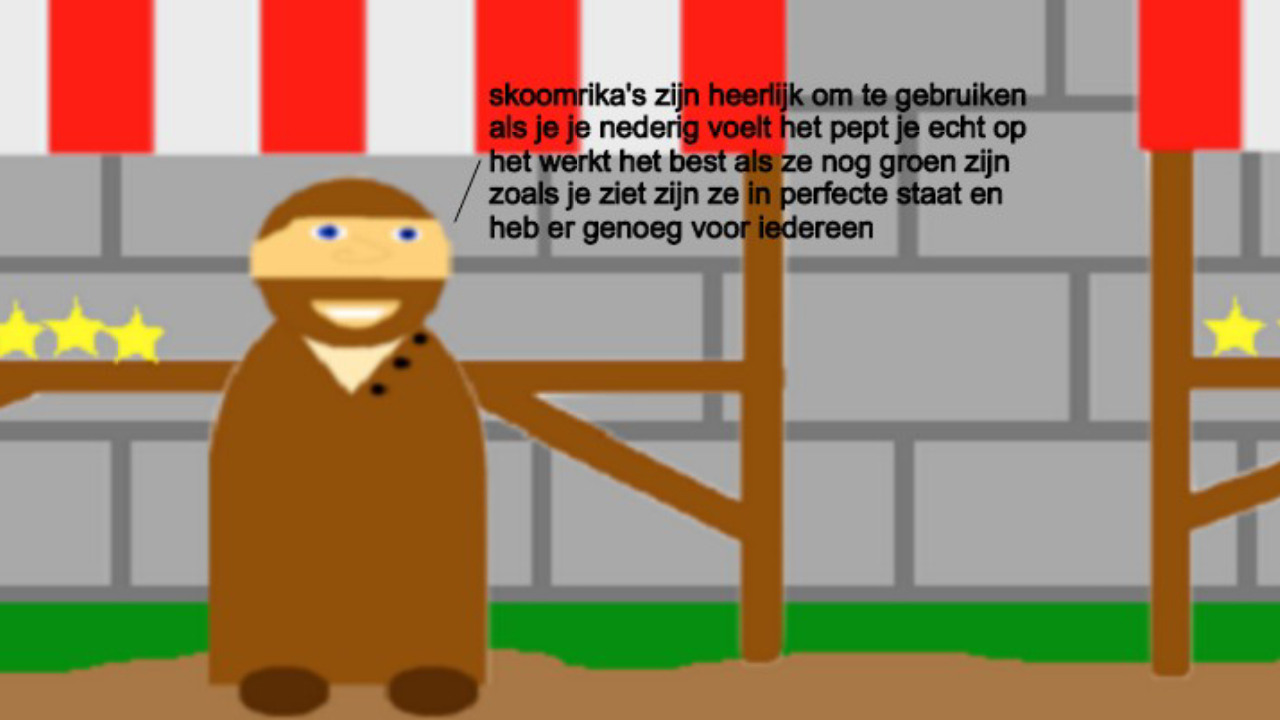 skoomrika's zijn heerlijk om te gebruiken
als je je nederig voelt het pept je echt op
het werkt het best als ze nog groen zijn
zoals je ziet zijn ze in perfecte staat en
heb er genoeg voor iedereen